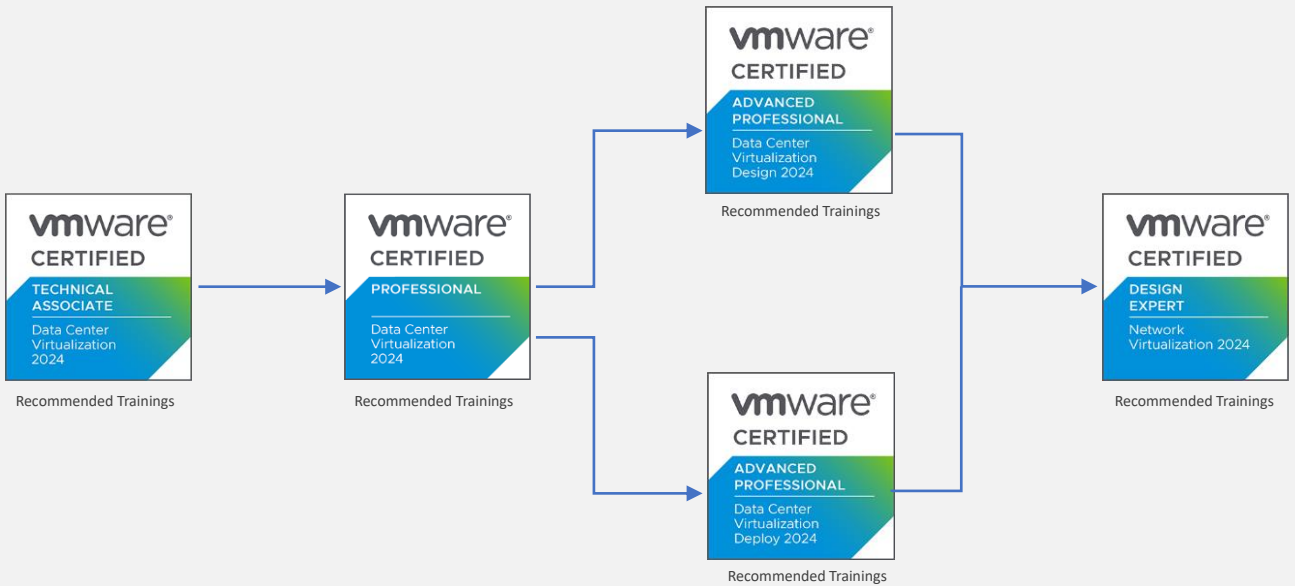 vmware®
CERTIFIED
TECHNICAL
ASSOCIATE
Data Center
Virtualization
2024
Recommended Trainings
vmware®
CERTIFIED
PROFESSIONAL
Data Center
Virtualization
2024
Recommended Trainings
vmware®
CERTIFIED
ADVANCED
PROFESSIONAL
Data Center
Virtualization
Design 2024
Recommended Trainings
vmware®
CERTIFIED
ADVANCED
PROFESSIONAL
Data Center
Virtualization
Deploy 2024
Recommended Trainings
vmware®
CERTIFIED
DESIGN
EXPERT
Network
Virtualization 2024
Recommended Trainings